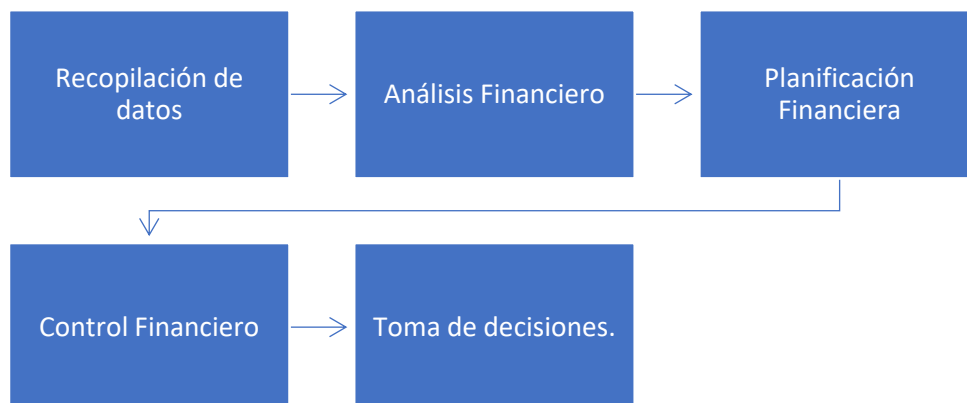 Recopilación de
datos
Análisis Financiero
Planificación
Financiera
Control Financiero
Toma de decisiones.